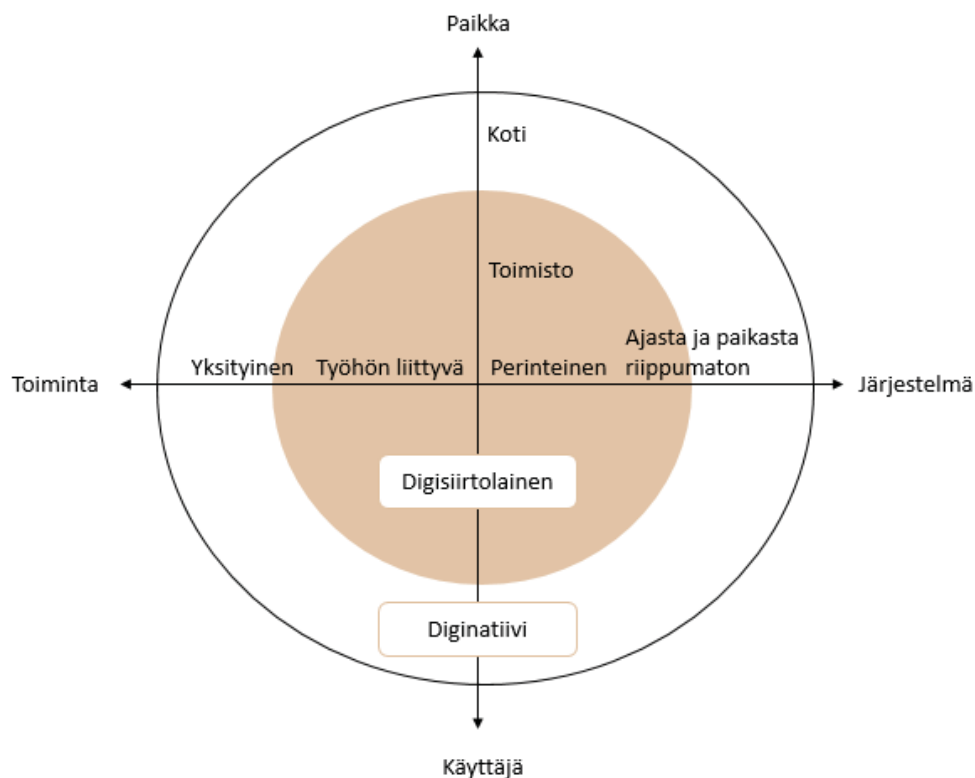 Paikka
Koti
Toimisto
Ajasta ja paikasta
Yksityinen Työhön liittyvä Perinteinen riippumaton
Toiminta Järjestelmä
Digisiirtolainen
Diginatiivi
Käyttäjä